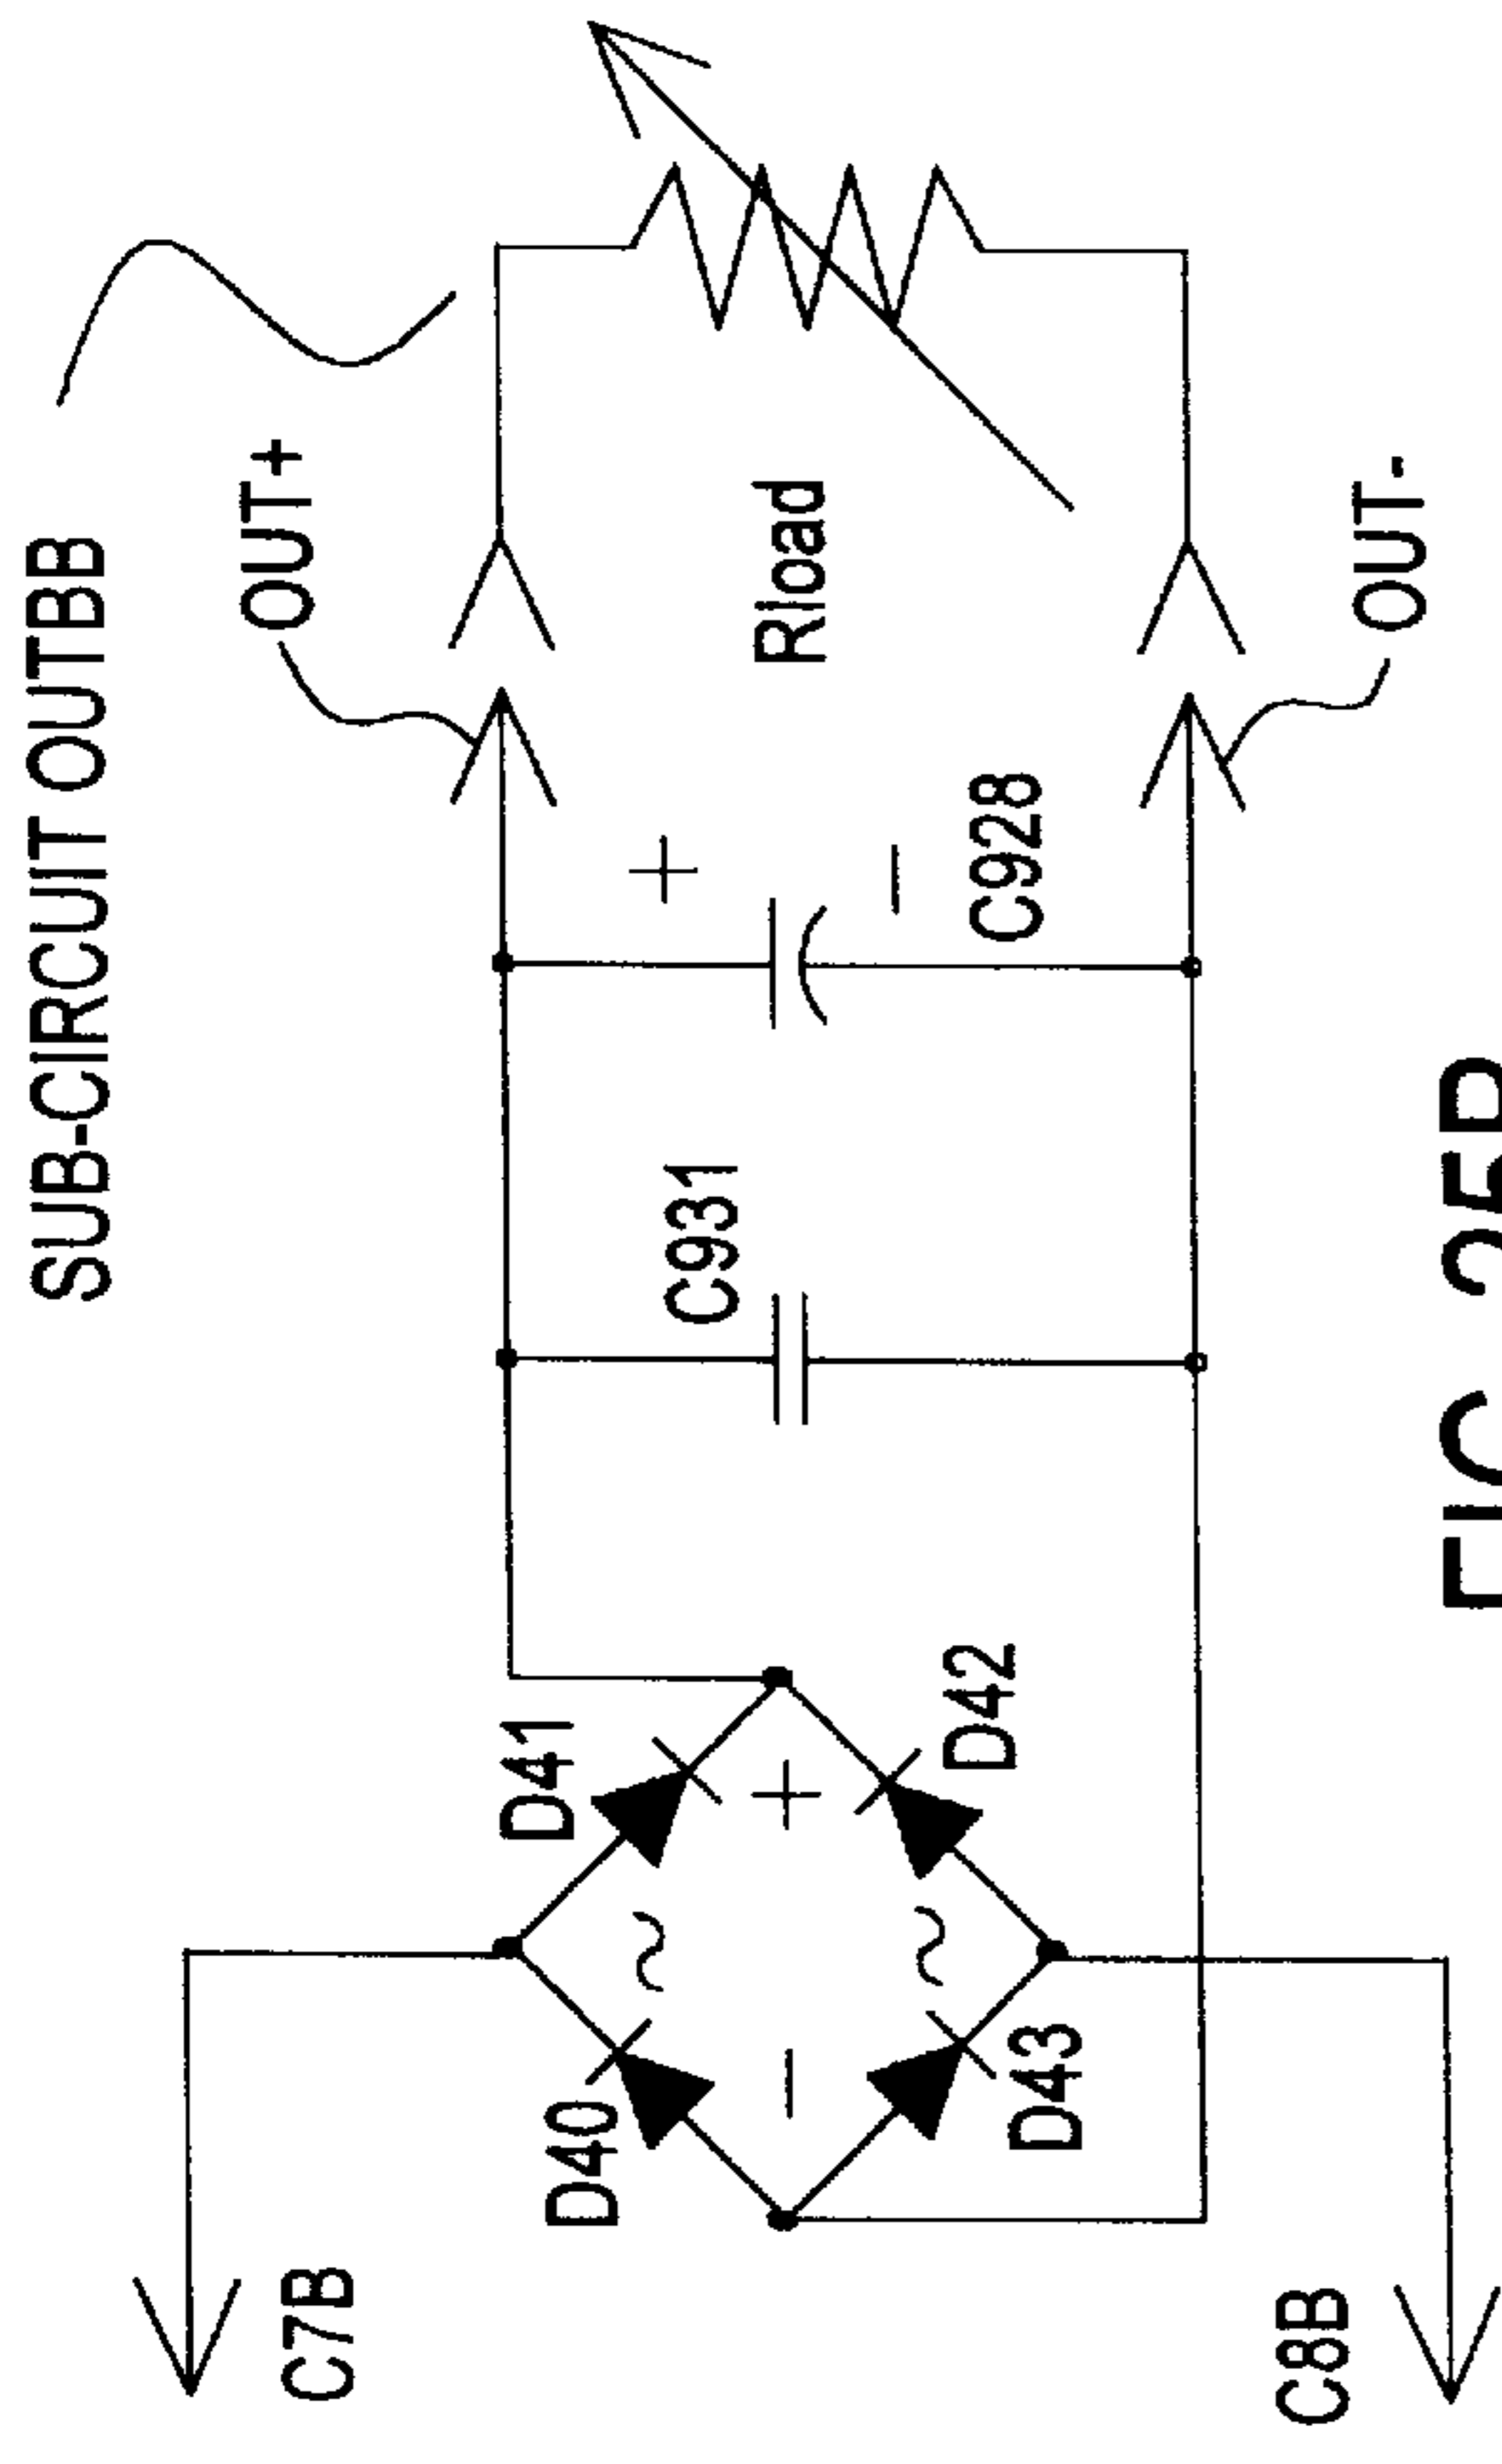 SUB-CIRCUIT OUTBB
OUT+
C7B
D41
D40
C931
+
Rload
-
+
~
~
-
C928
D42
D43
C8B
OUT-